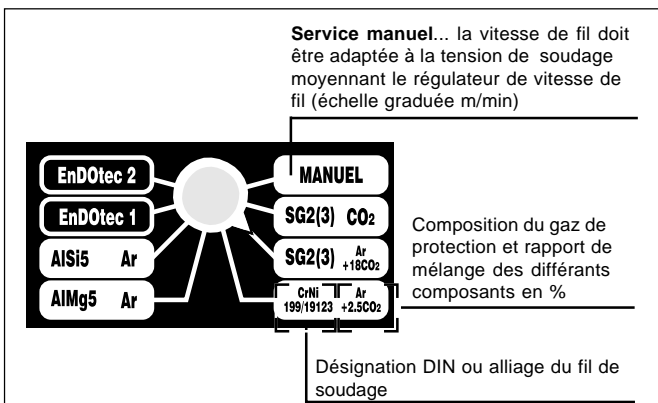 Service manuel... la vitesse de fil doit
être adaptée à la tension de soudage
moyennant le régulateur de vitesse de
fil (échelle graduée m/min)
EnDOtec 2
MANUEL
EnDOtec 1
SG2(3) CO2
AlSi5 Ar
SG2(3) Ar
+18CO2
AlMg5 Ar
CrNi
199/19123
Ar
+2.5CO2
Composition du gaz de
protection et rapport de
mélange des différants
composants en %
Désignation DIN ou alliage du fil de
soudage